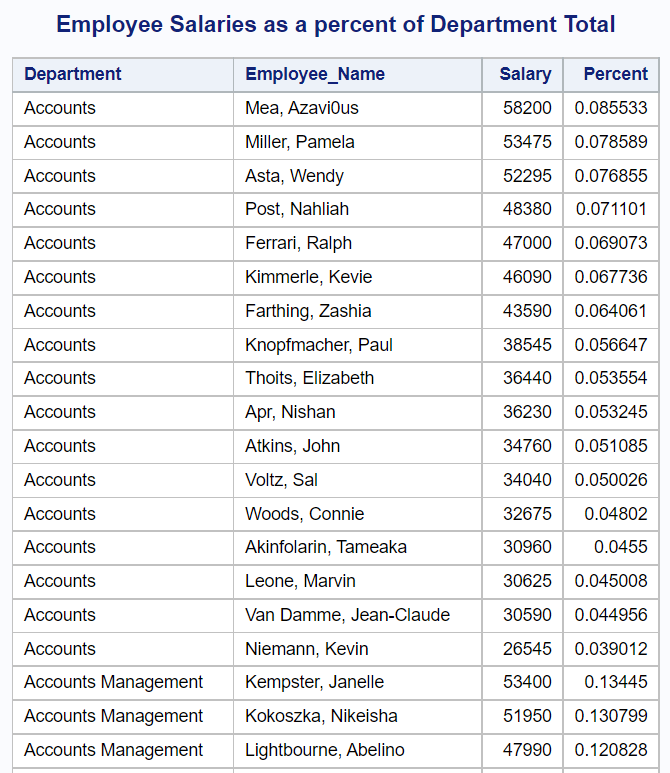 Employee Salaries as a percent of Department Total
Department Employee_Name Salary Percent
Accounts Mea, Azavi0us 58200 0.085533
Accounts Miller, Pamela 53475 0.078589
Accounts Asta, Wendy 52295 0.076855
Accounts Post, Nahliah 48380 0.071101
Accounts Ferrari, Ralph 47000 0.069073
Accounts Kimmerle, Kevie 46090 0.067736
Accounts Farthing, Zashia 43590 0.064061
Accounts Knopfmacher, Paul 38545 0.056647
Accounts Thoits, Elizabeth 36440 0.053554
Accounts Apr, Nishan 36230 0.053245
Accounts Atkins, John 34760 0.051085
Accounts Voltz, Sal 34040 0.050026
Accounts Woods, Connie 32675 0.04802
Accounts Akinfolarin, Tameaka 30960 0.0455
Accounts Leone, Marvin 30625 0.045008
Accounts Van Damme, Jean-Claude 30590 0.044956
Accounts Niemann, Kevin 26545 0.039012
Accounts Management Kempster, Janelle 53400 0.13445
Accounts Management Kokoszka, Nikeisha 51950 0.130799
Accounts Management Lightbourne, Abelino 47990 0.120828